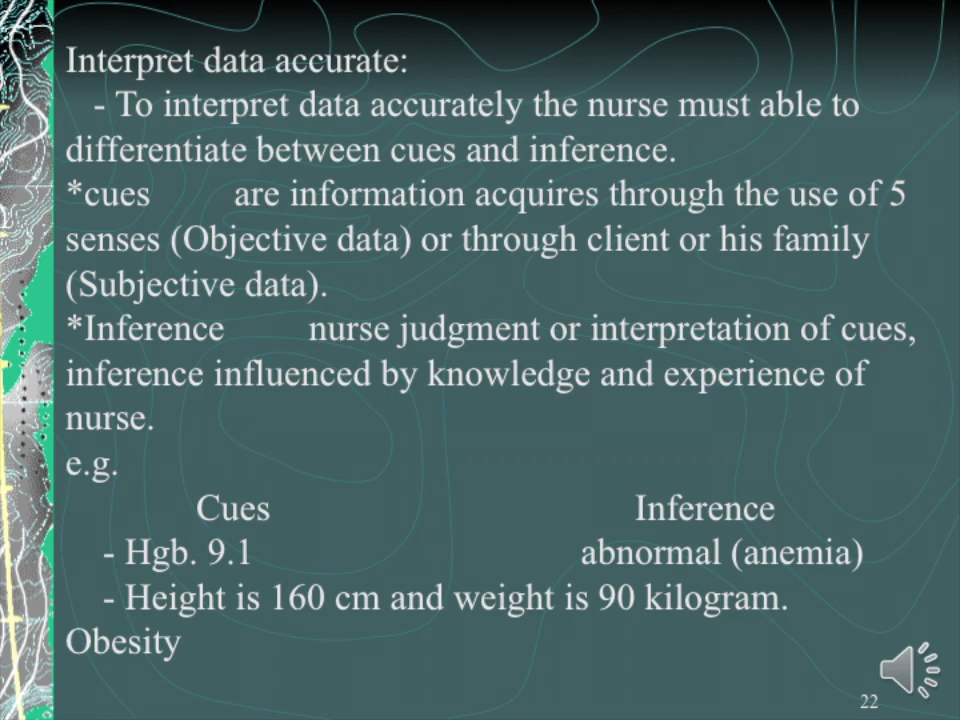 Interpret data accurate:
- To interpret data accurately the nurse must able to
differentiate between cues and inference.
*cues are information acquires through the use of 5
senses (Objective data) or through client or his family
(Subjective data).
*Inference nurse judgment or interpretation of cues,
inference influenced by knowledge and experience of
nurse.
e.g.
Cues Inference
- Hgb. 9.1 abnormal (anemia)
- Height is 160 cm and weight is 90 kilogram.
Obesity
22